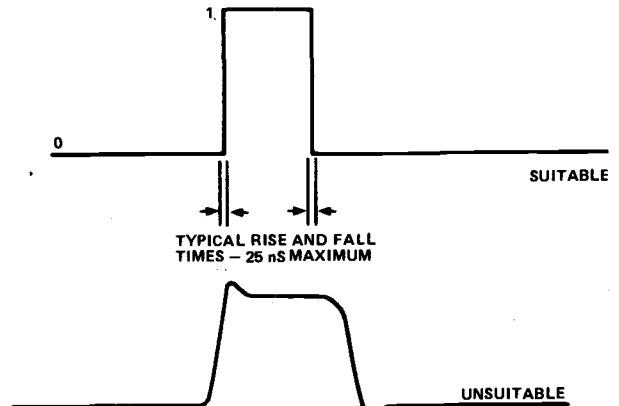 1
0
SUITABLE
TYPICAL RISE AND FALL
TIMES – 25 nS MAXIMUM
UNSUITABLE